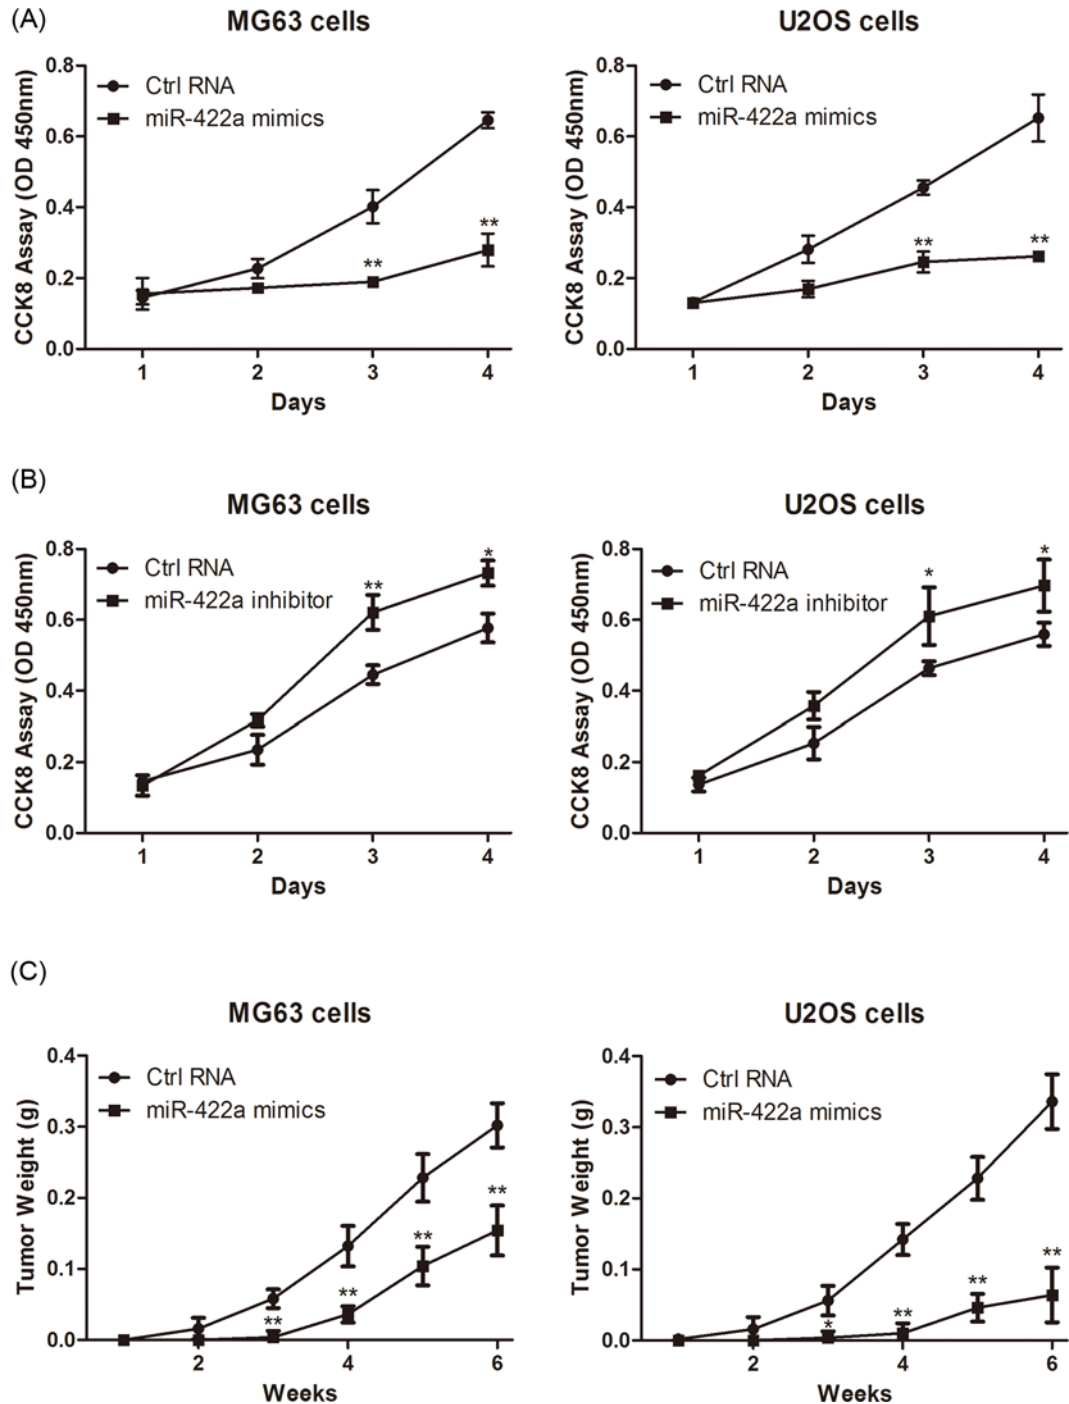 (A)
MG63 cells
U2OS cells
CCK8 Assay (OD 450nm)
0.8
0.6
0.4
0.2
0.0
Ctrl RNA
miR-422a mimics
**
**
1 2 3 4
Days
CCK8 Assay (OD 450nm)
0.8
0.6
0.4
0.2
0.0
Ctrl RNA
miR-422a mimics
**
**
1 2 3 4
Days
(B)
MG63 cells
U2OS cells
CCK8 Assay (OD 450nm)
0.8
0.6
0.4
0.2
0.0
Ctrl RNA
miR-422a inhibitor
**
*
1 2 3 4
Days
CCK8 Assay (OD 450nm)
0.8
0.6
0.4
0.2
0.0
Ctrl RNA
miR-422a inhibitor
*
*
1 2 3 4
Days
(C)
MG63 cells
U2OS cells
Tumor Weight (g)
0.4
0.3
0.2
0.1
0.0
Ctrl RNA
miR-422a mimics
**
**
**
**
2 4 6
Weeks
Tumor Weight (g)
0.4
0.3
0.2
0.1
0.0
Ctrl RNA
miR-422a mimics
*
**
**
**
2 4 6
Weeks